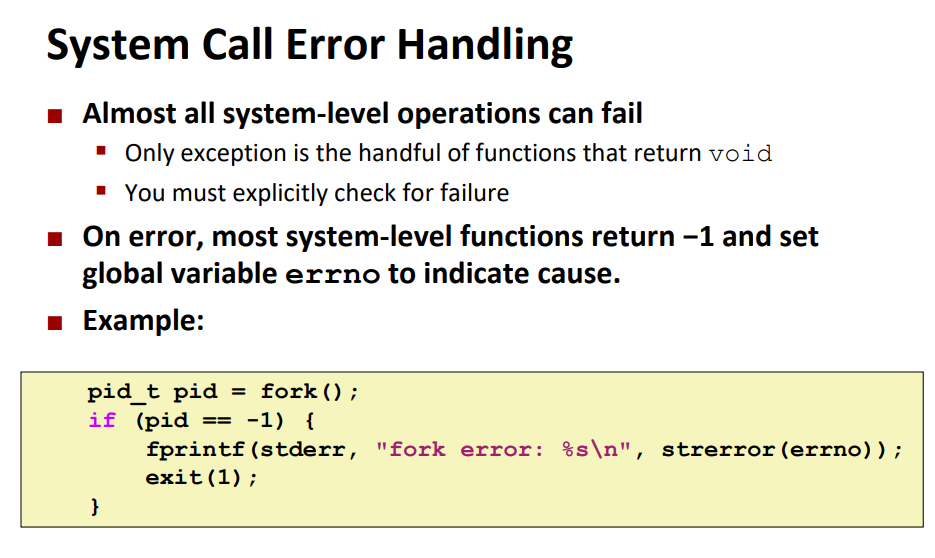 System Call Error Handling
Almost all system-level operations can fail
Only exception is the handful of functions that return void
You must explicitly check for failure
On error, most system-level functions return −1 and set
global variable errno to indicate cause.
Example:
pid_t pid = fork();
if (pid == -1) {
    fprintf(stderr, "fork error: %s\n", strerror(errno));
    exit(1);
}